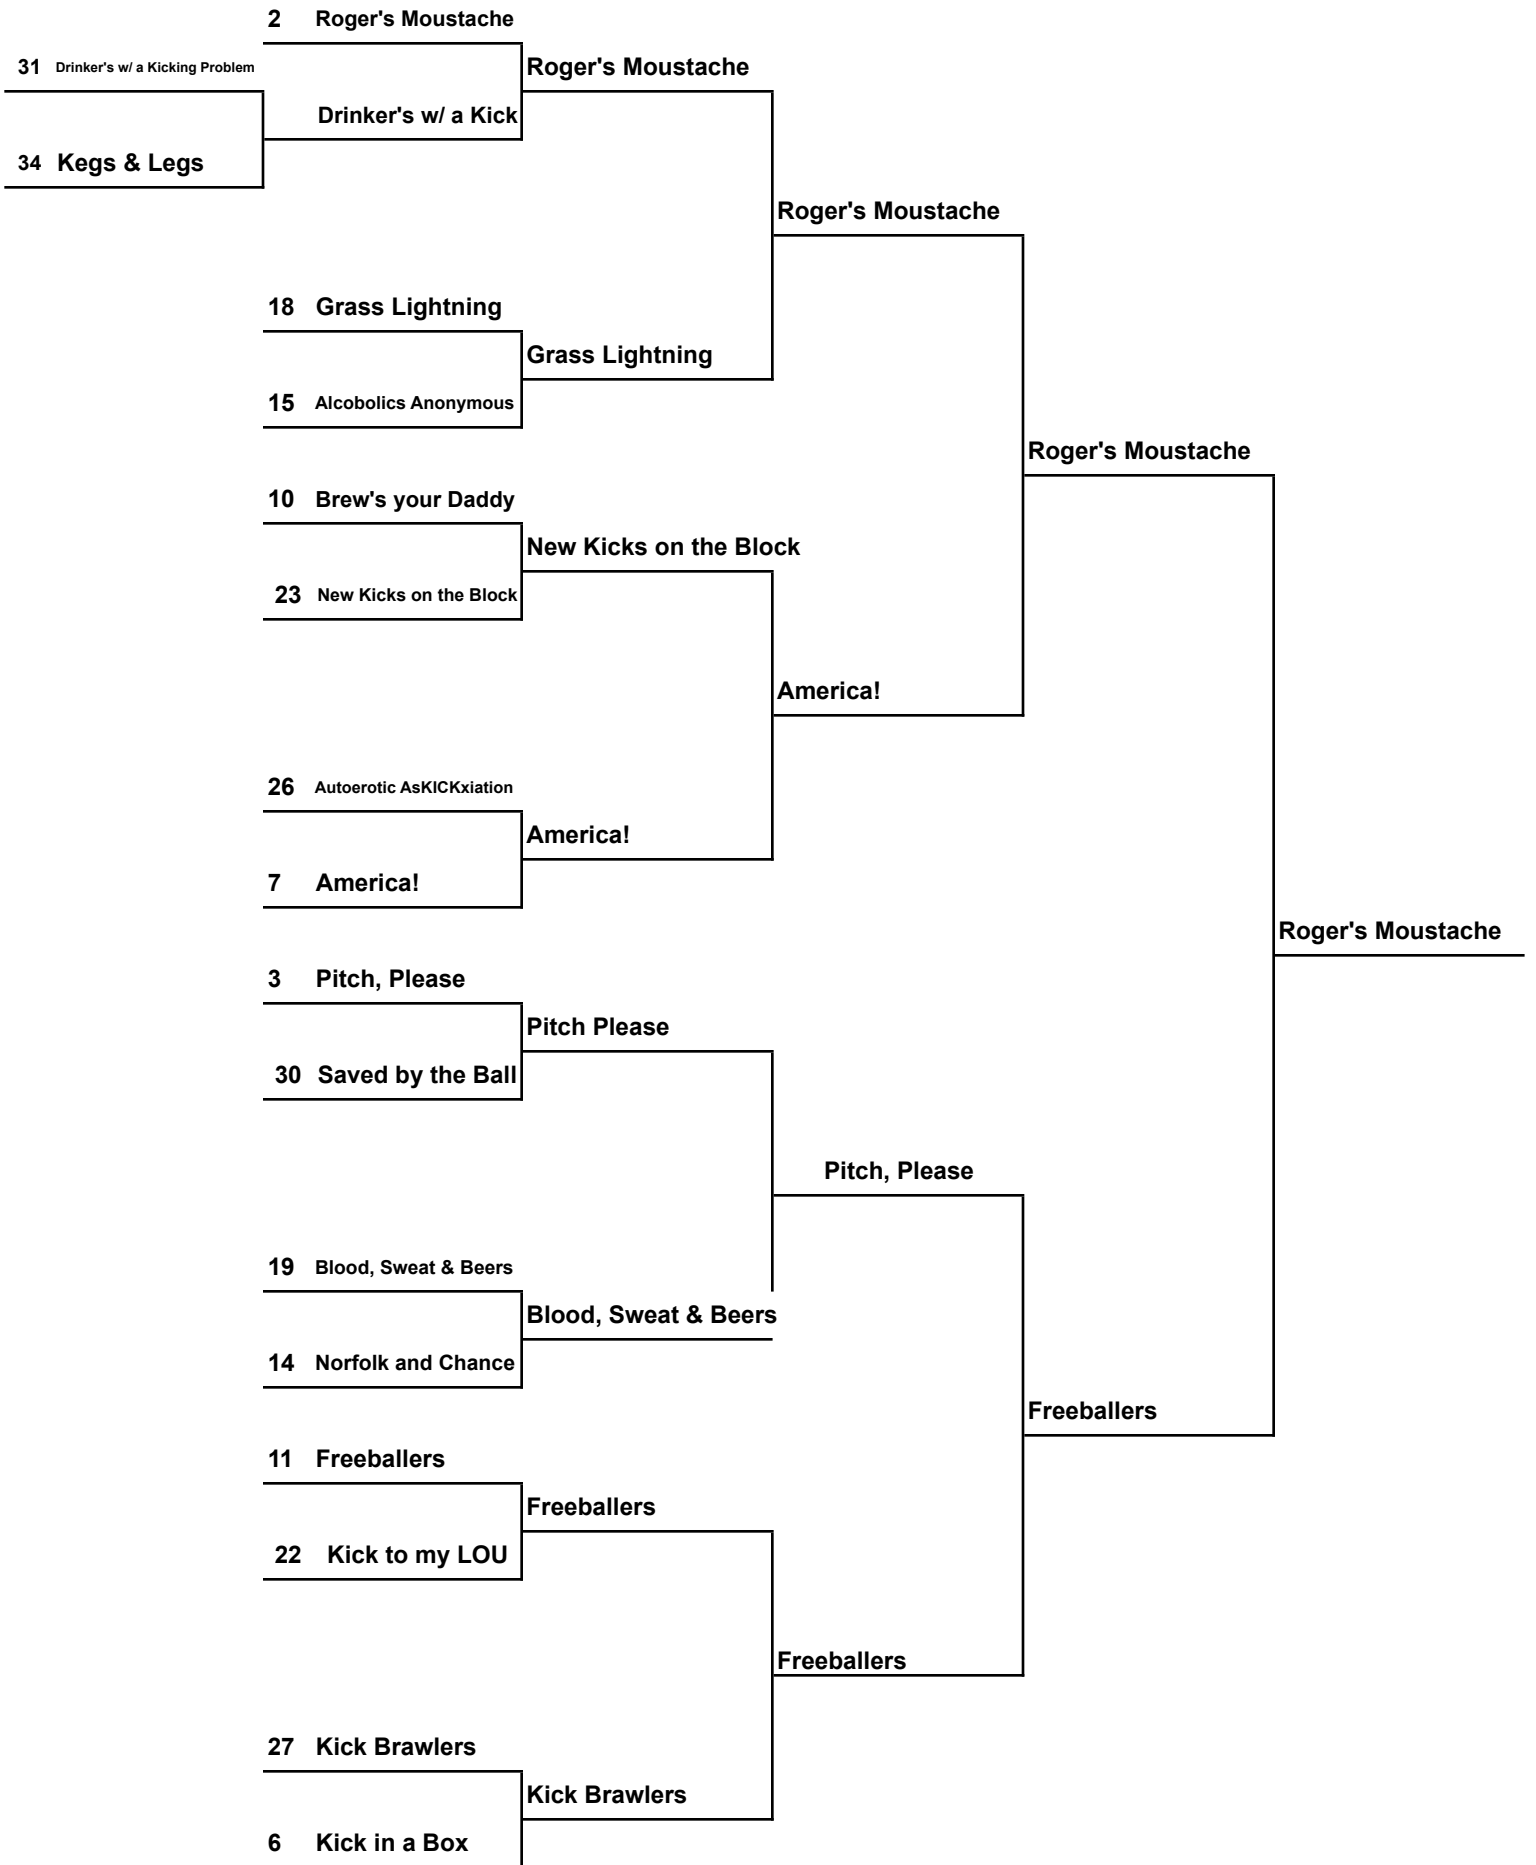 2 Roger's Moustache
31 Drinker's w/ a Kicking Problem
Roger's Moustache
Drinker's w/ a Kick
34 Kegs & Legs
Roger's Moustache
18 Grass Lightning
Grass Lightning
15 Alcobolics Anonymous
Roger's Moustache
10 Brew's your Daddy
New Kicks on the Block
23 New Kicks on the Block
America!
26 Autoerotic AsKICKxiation
America!
7 America!
Roger's Moustache
3 Pitch, Please
Pitch Please
30 Saved by the Ball
Pitch, Please
19 Blood, Sweat & Beers
Blood, Sweat & Beers
14 Norfolk and Chance
Freeballers
11 Freeballers
Freeballers
22 Kick to my LOU
Freeballers
27 Kick Brawlers
Kick Brawlers
6 Kick in a Box